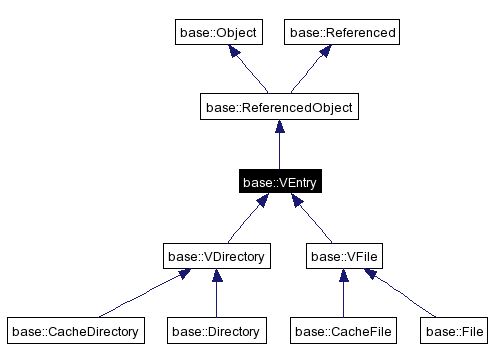 base::Object
base::Referenced
base::ReferencedObject
base::VEntry
base::VDirectory
base::VFile
base::CacheDirectory
base::Directory
base::CacheFile
base::File